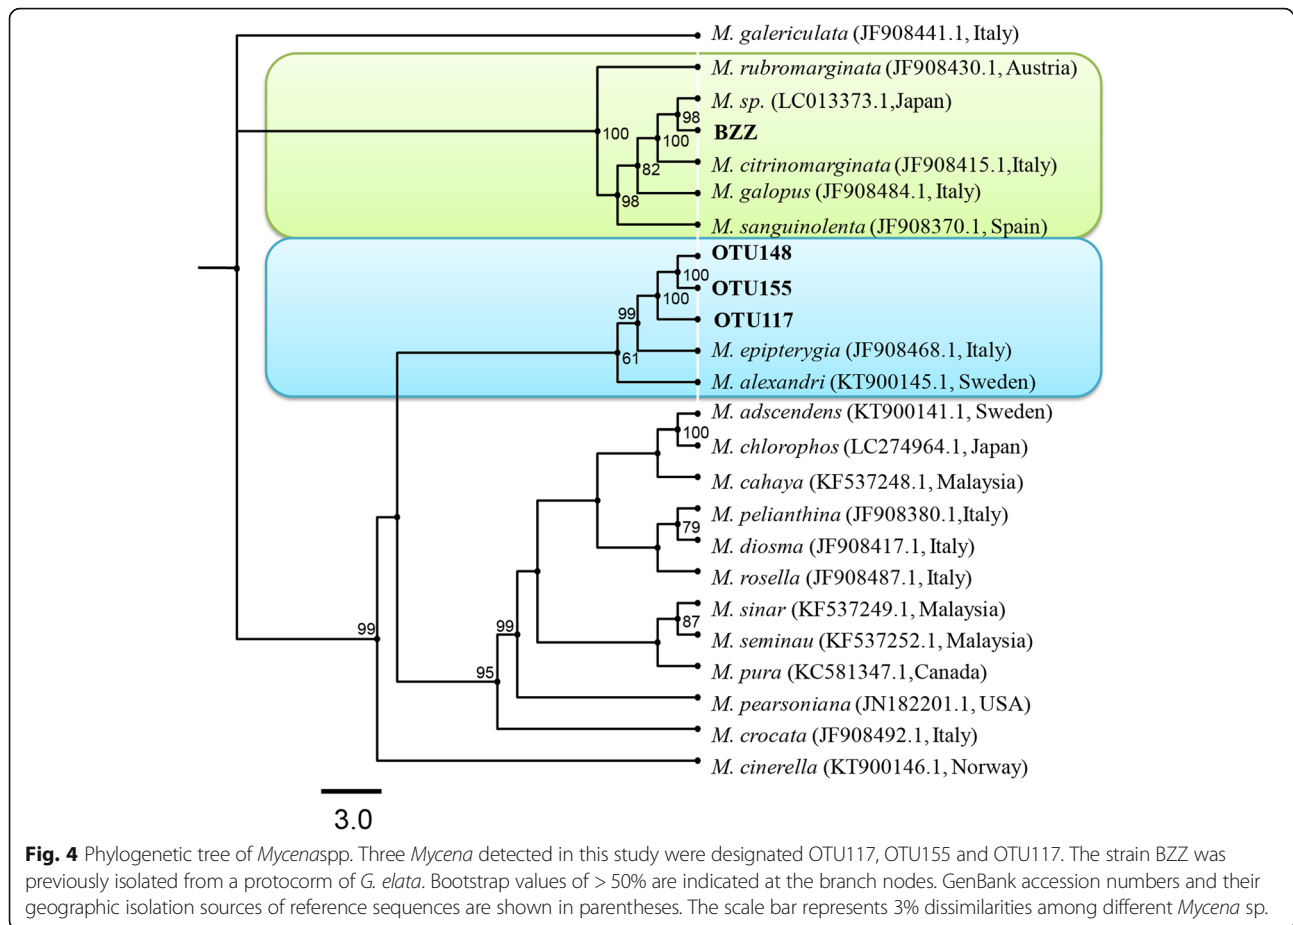 M. galericulata (JF908441.1, Italy)
M. rubromarginata (JF908430.1, Austria)
M. sp. (LC013373.1,Japan)
98
BZZ
100
100
M. citrinomarginata (JF908415.1,Italy)
82
M. galopus (JF908484.1, Italy)
98
M. sanguinolenta (JF908370.1, Spain)
OTU148
100
OTU155
100
OTU117
99
M. epipterygia (JF908468.1, Italy)
61
M. alexandri (KT900145.1, Sweden)
M. adscendens (KT900141.1, Sweden)
100
M. chlorophos (LC274964.1, Japan)
M. cahaya (KF537248.1, Malaysia)
M. pelianthina (JF908380.1,Italy)
79
M. diosma (JF908417.1, Italy)
M. rosella (JF908487.1, Italy)
M. sinar (KF537249.1, Malaysia)
87
99
99
M. seminau (KF537252.1, Malaysia)
95
M. pura (KC581347.1,Canada)
M. pearsoniana (JN182201.1, USA)
M. crocata (JF908492.1, Italy)
M. cinerella (KT900146.1, Norway)
3.0
Fig. 4 Phylogenetic tree of Mycenaspp. Three Mycena detected in this study were designated OTU117, OTU155 and OTU117. The strain BZZ was
previously isolated from a protocorm of G. elata. Bootstrap values of > 50% are indicated at the branch nodes. GenBank accession numbers and their
geographic isolation sources of reference sequences are shown in parentheses. The scale bar represents 3% dissimilarities among different Mycena sp.